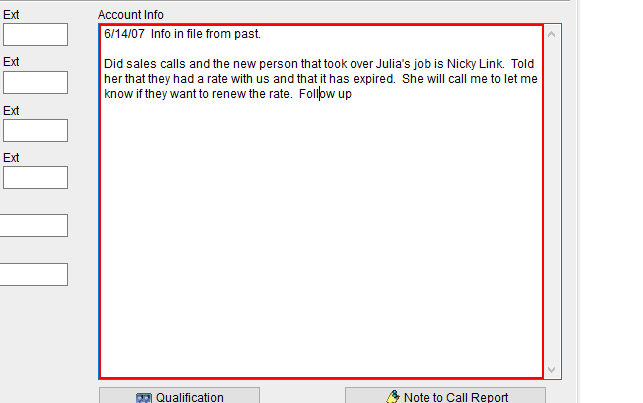 Ext
Account Info
6/14/07  Info in file from past.
Ext
Did sales calls and the new person that took over Julia's job is Nicky Link.  Told
her that they had a rate with us and that it has expired.  She will call me to let me
know if they want to renew the rate.  Follow up
Ext
Ext
Qualification
Note to Call Report